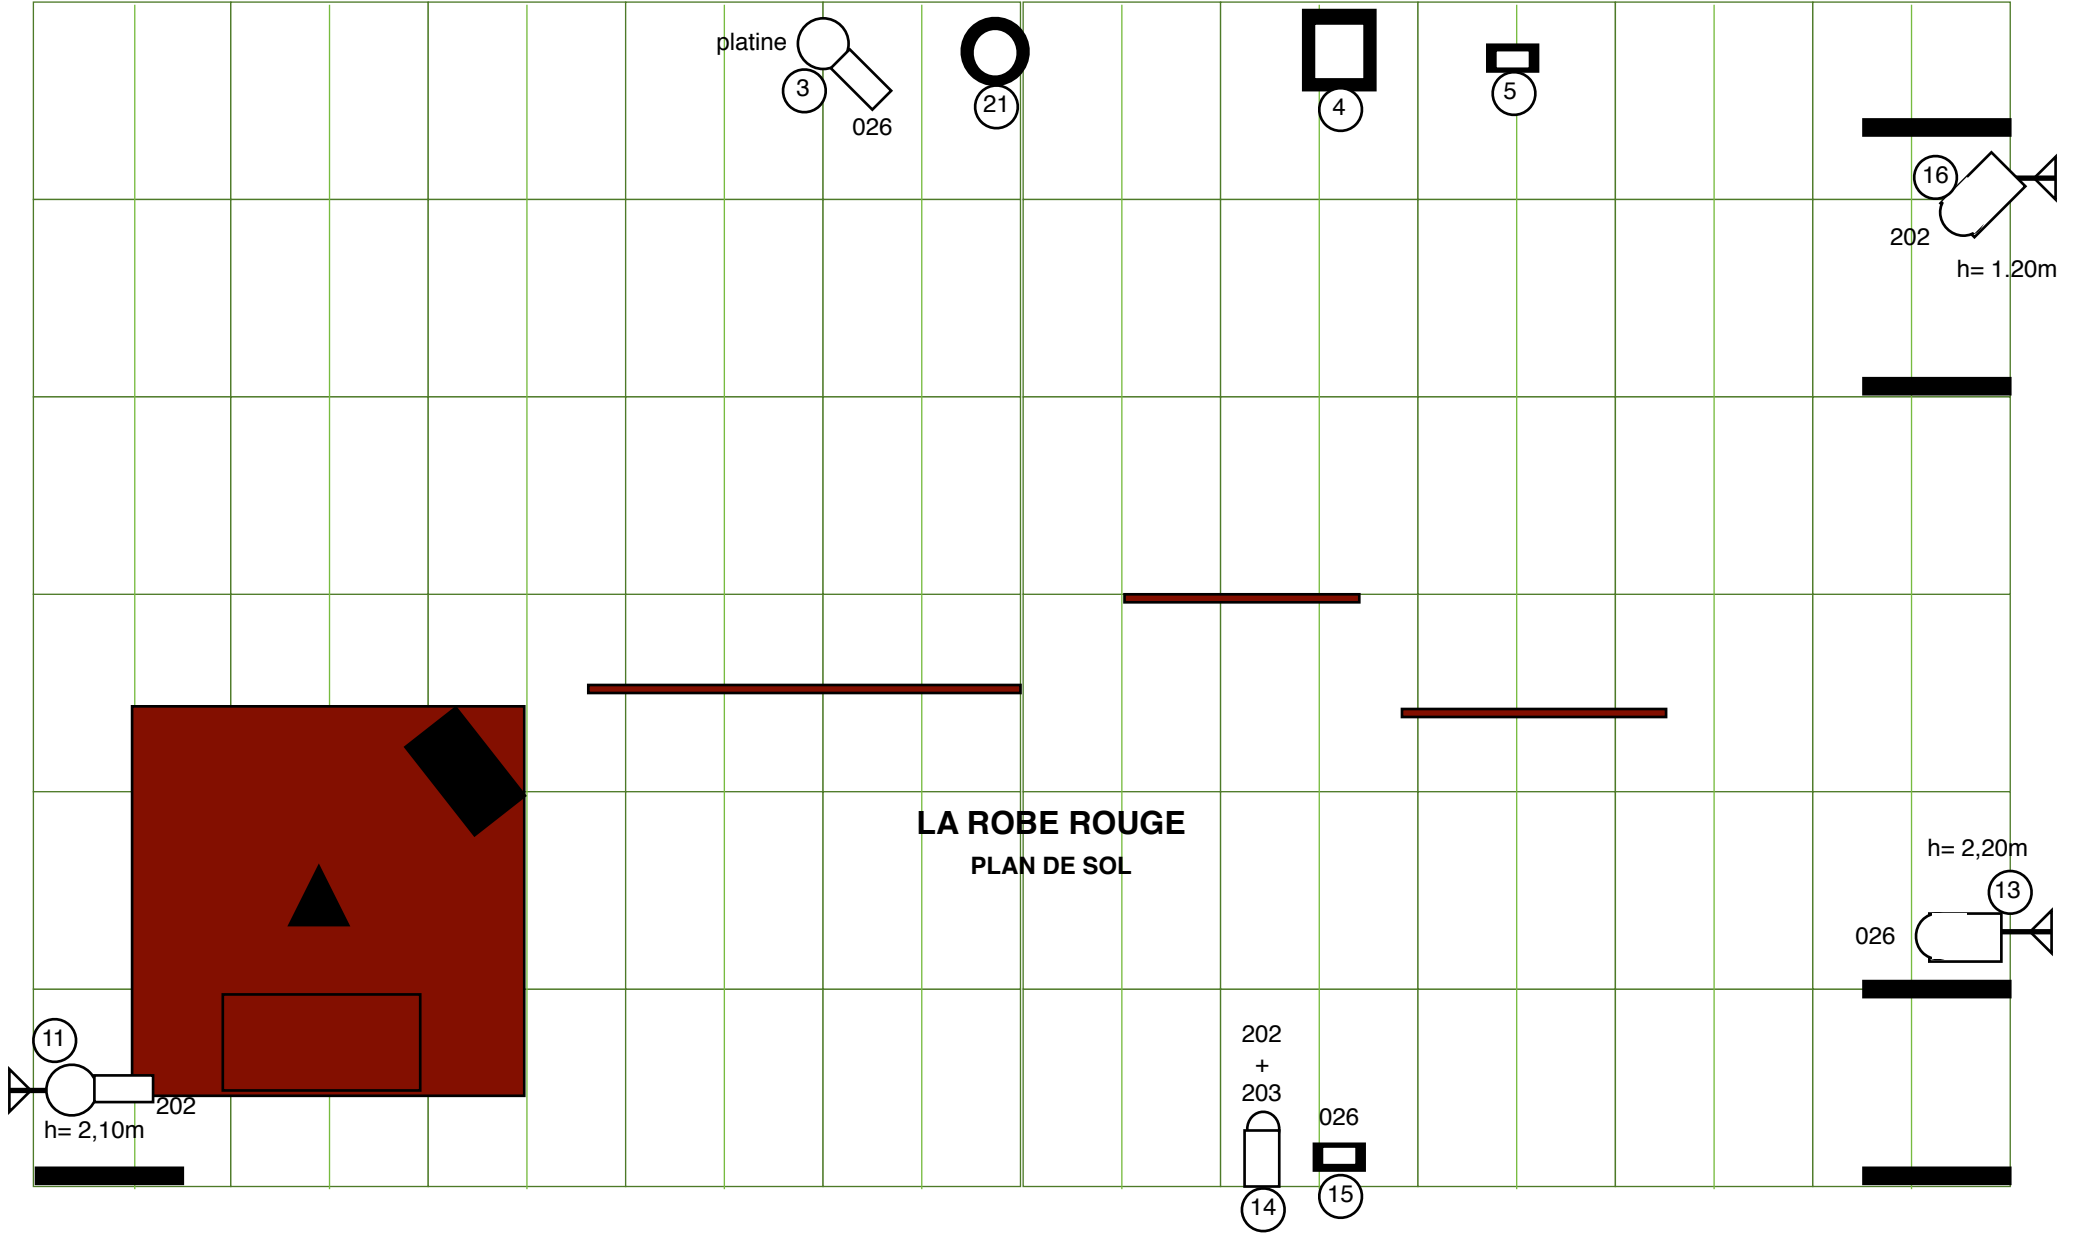 platine
3
026
21
4
5
16
202
h= 1.20m
LA ROBE ROUGE
PLAN DE SOL
h= 2,20m
13
026
11
202
h= 2,10m
202
+
203
026
14
15